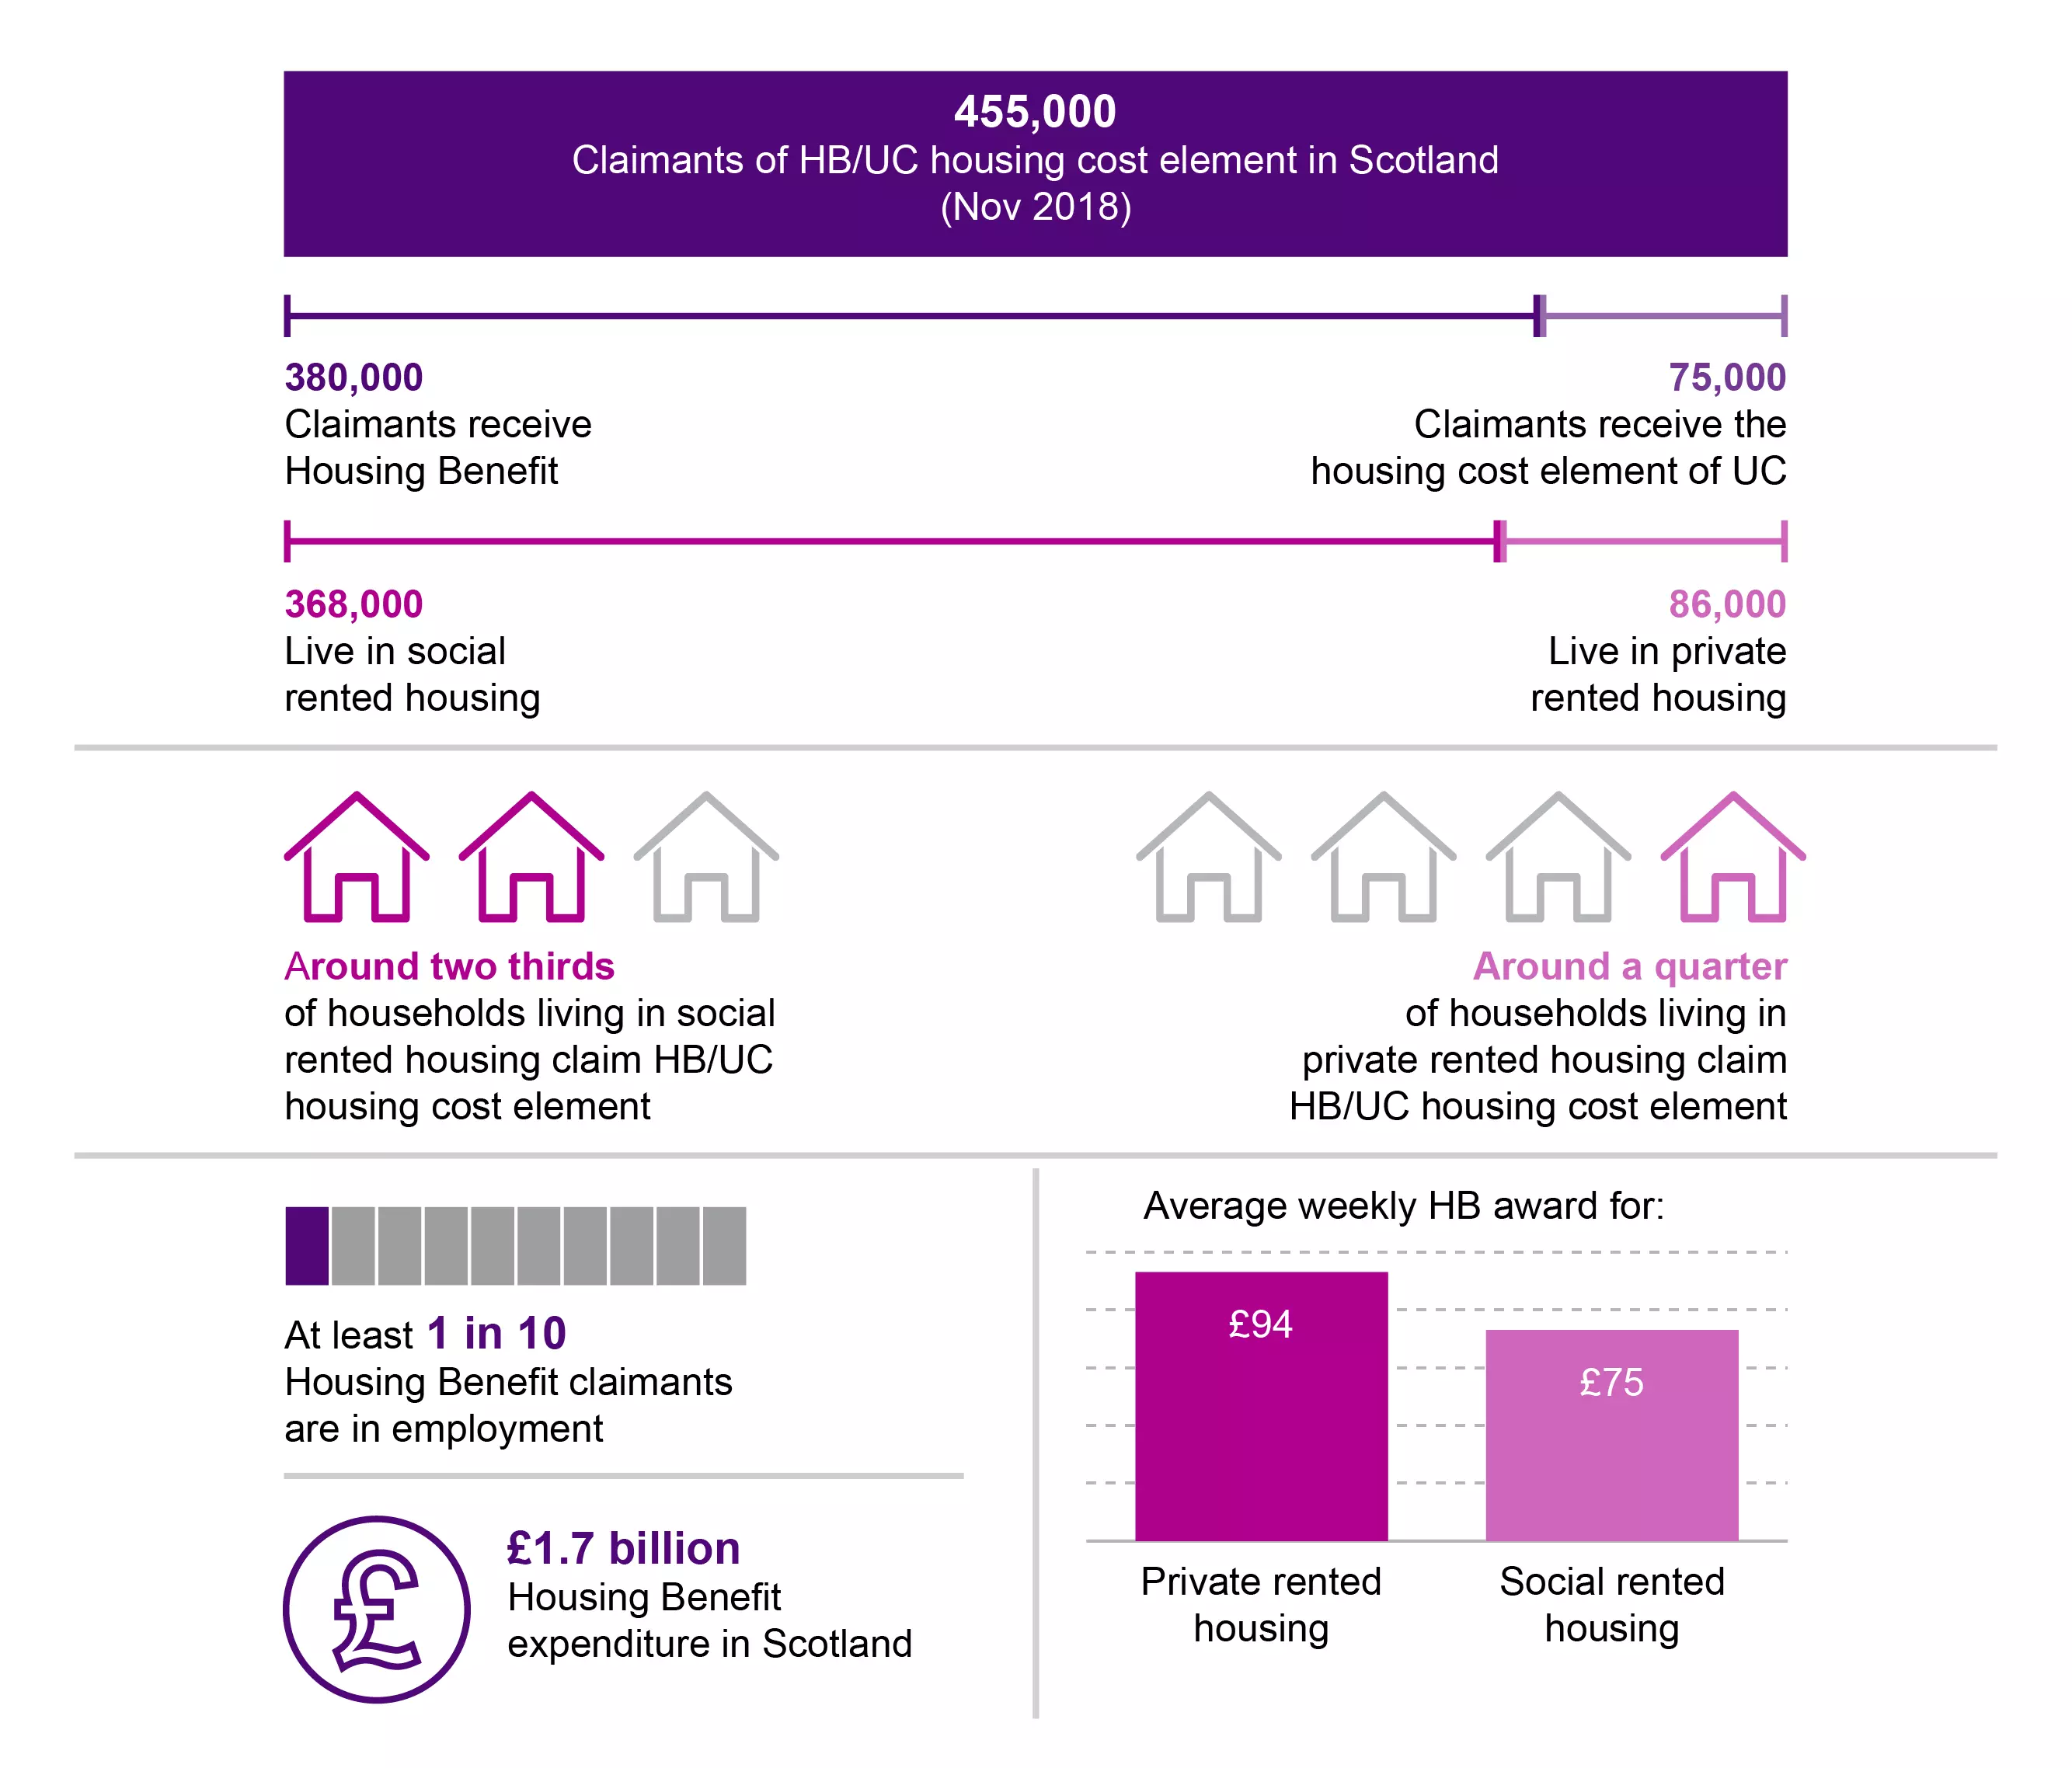 455,000
Claimants of HB/UC housing cost element in Scotland
(Nov 2018)
380,000
Claimants receive
Housing Benefit
75,000
Claimants receive the
housing cost element of UC
368,000
Live in social
rented housing
86,000
Live in private
rented housing
Around two thirds
of households living in social
rented housing claim HB/UC
housing cost element
Around a quarter
of households living in
private rented housing claim
HB/UC housing cost element
At least 1 in 10
Housing Benefit claimants
are in employment
£
£1.7 billion
Housing Benefit
expenditure in Scotland
Average weekly HB award for:
£94
£75
Private rented
housing
Social rented
housing